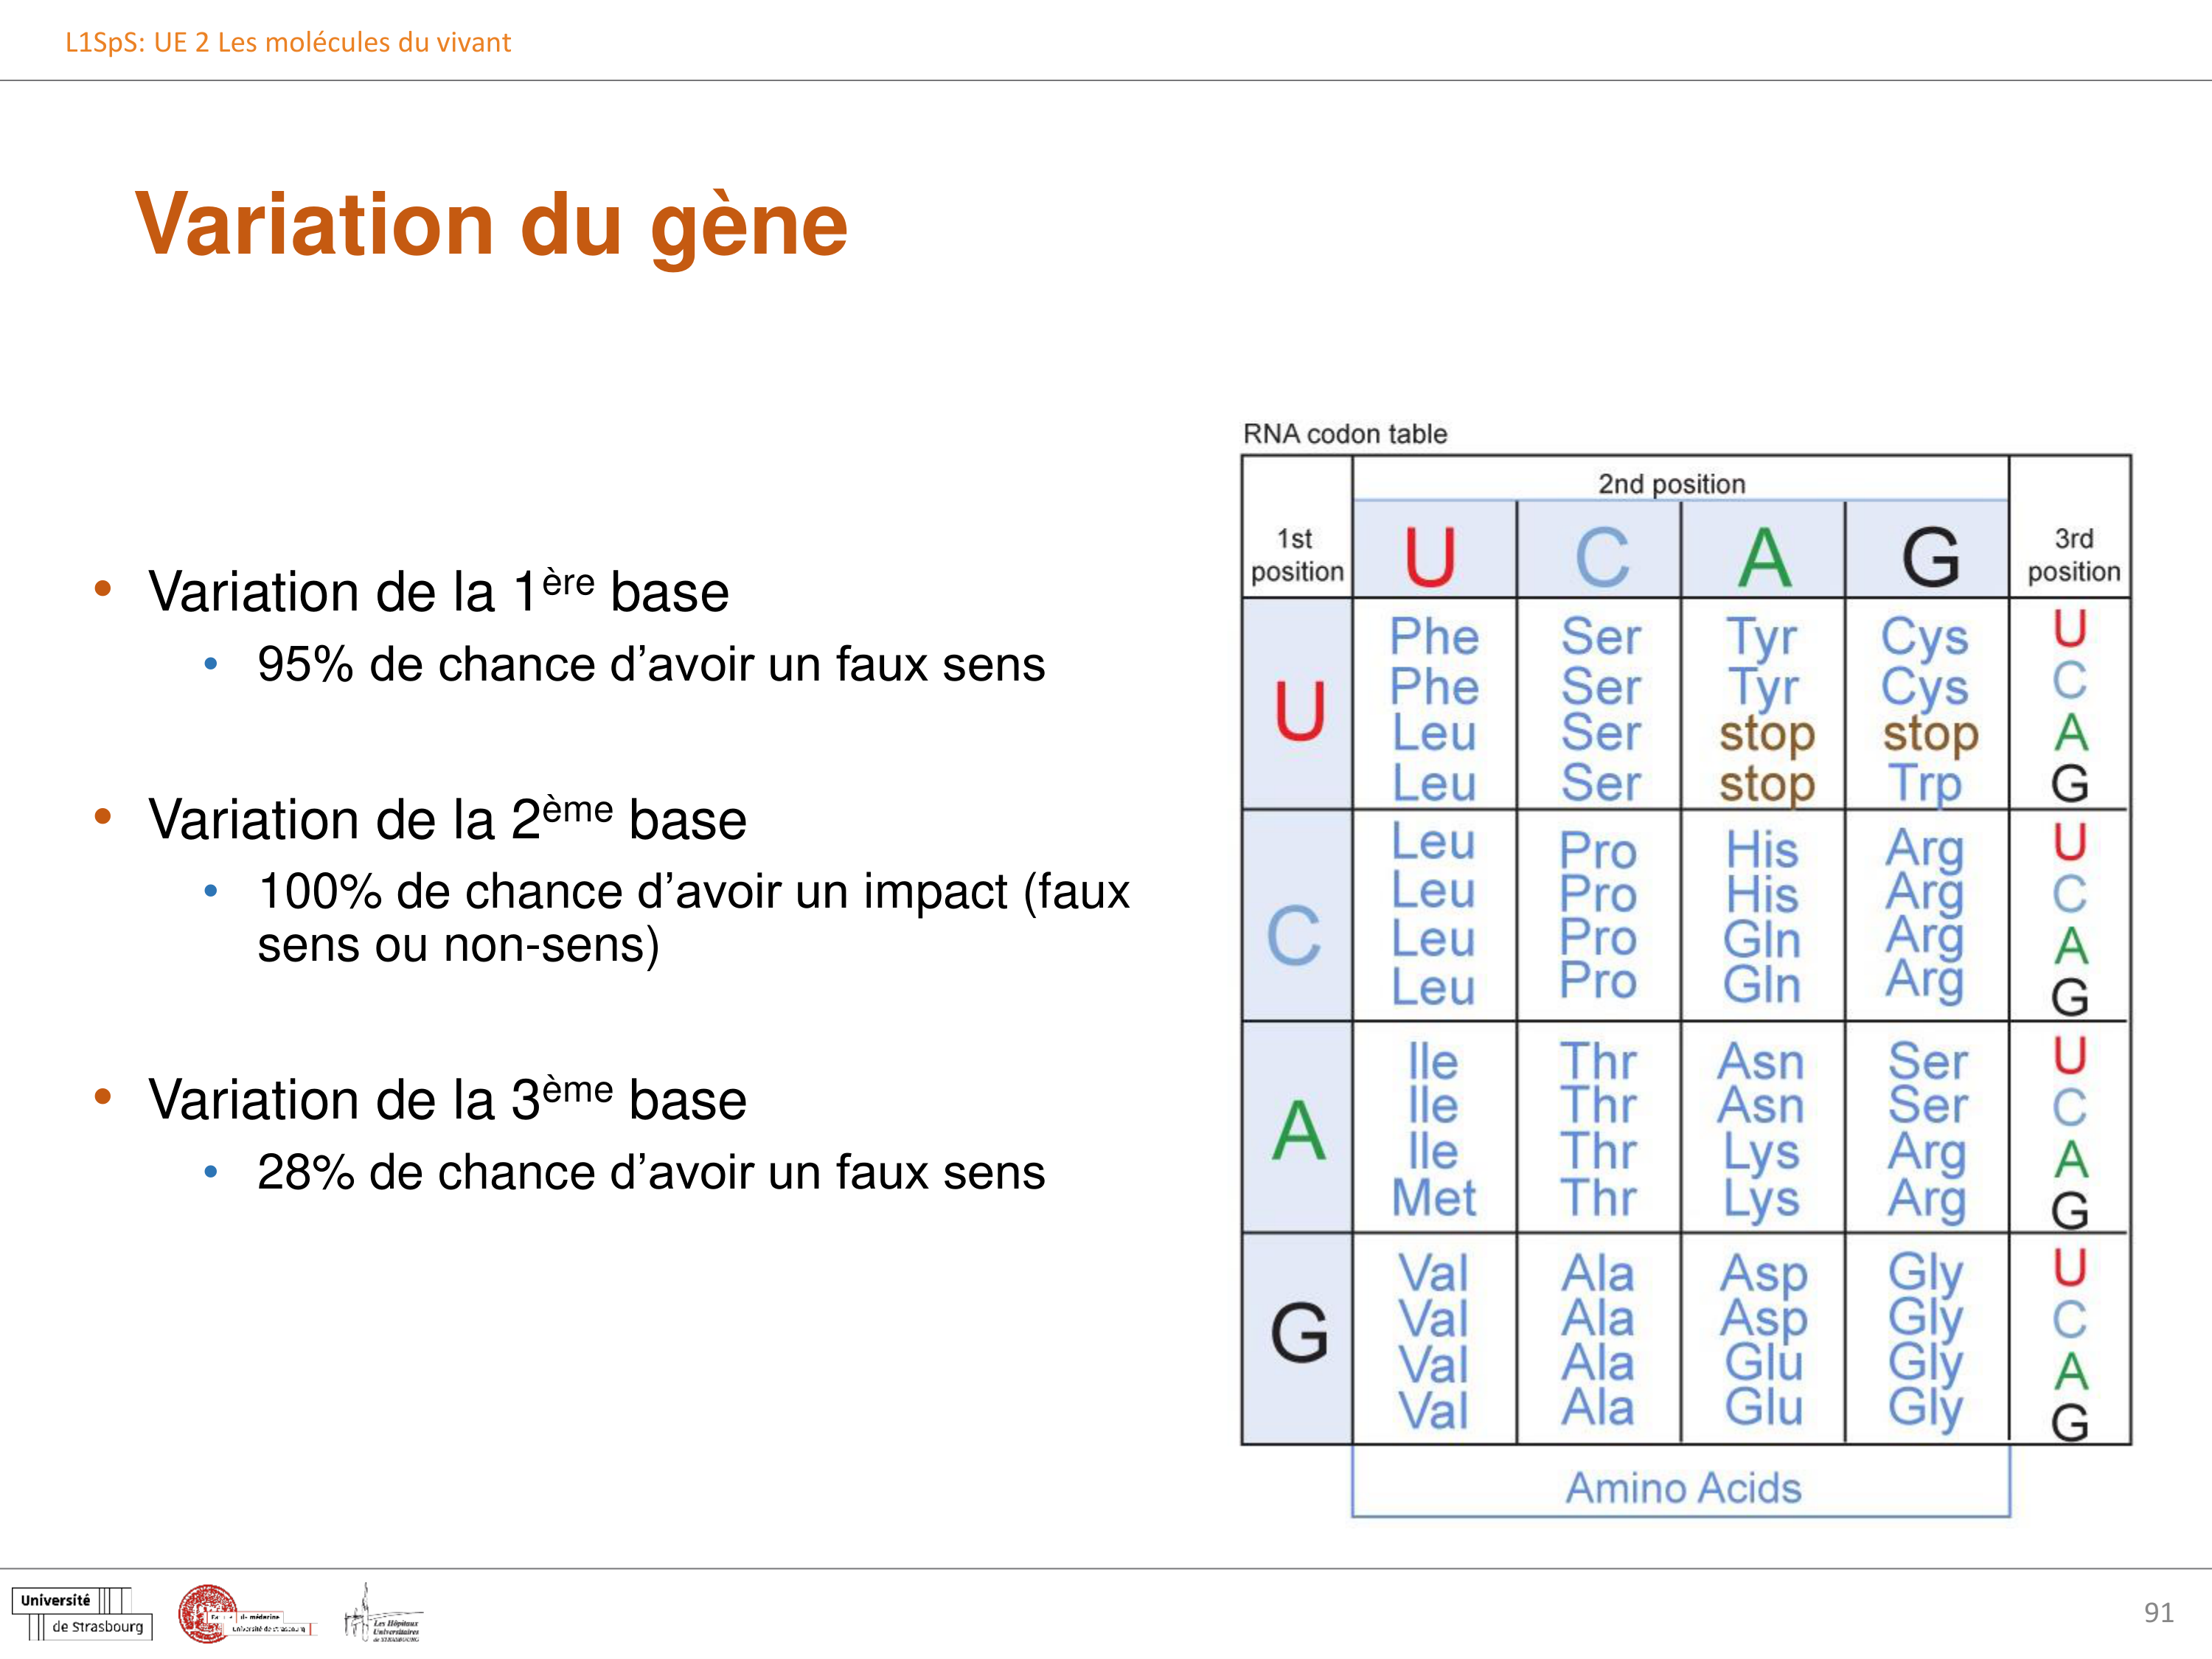 L1SpS: UE 2 Les molécules du vivant
Variation du gène
• Variation de la 1ère base
• 95% de chance d’avoir un faux sens
• Variation de la 2ème base
• 100% de chance d’avoir un impact (faux
sens ou non-sens)
• Variation de la 3ème base
• 28% de chance d’avoir un faux sens
RNA codon table
2nd position
1st position U C A G 3rd position
U
Phe Ser Tyr Cys U
Phe Ser Tyr Cys C
Leu Ser stop stop A
Leu Ser stop Trp G
C
Leu Pro His Arg U
Leu Pro His Arg C
Leu Pro Gln Arg A
Leu Pro Gln Arg G
A
Ile Thr Asn Ser U
Ile Thr Asn Ser C
Ile Thr Lys Arg A
Met Thr Lys Arg G
G
Val Ala Asp Gly U
Val Ala Asp Gly C
Val Ala Glu Gly A
Val Ala Glu Gly G
Amino Acids
Université
de Strasbourg
de médecine
Université de Strasbourg
Les Hôpitaux
Universitaires
de STRASBOURG
91